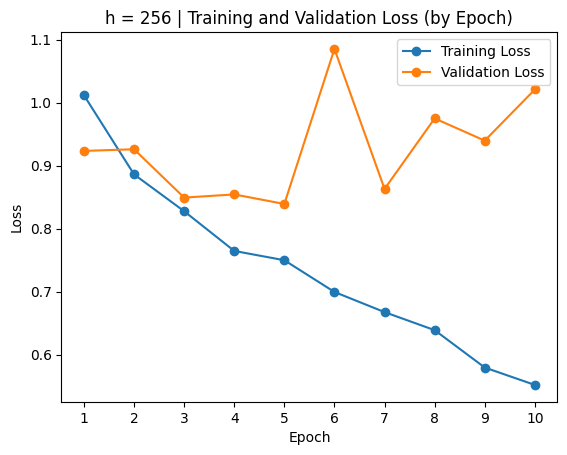 h = 256 | Training and Validation Loss (by Epoch)
Training Loss
Validation Loss
Loss
1.1
1.0
0.9
0.8
0.7
0.6
1 2 3 4 5 6 7 8 9 10
Epoch